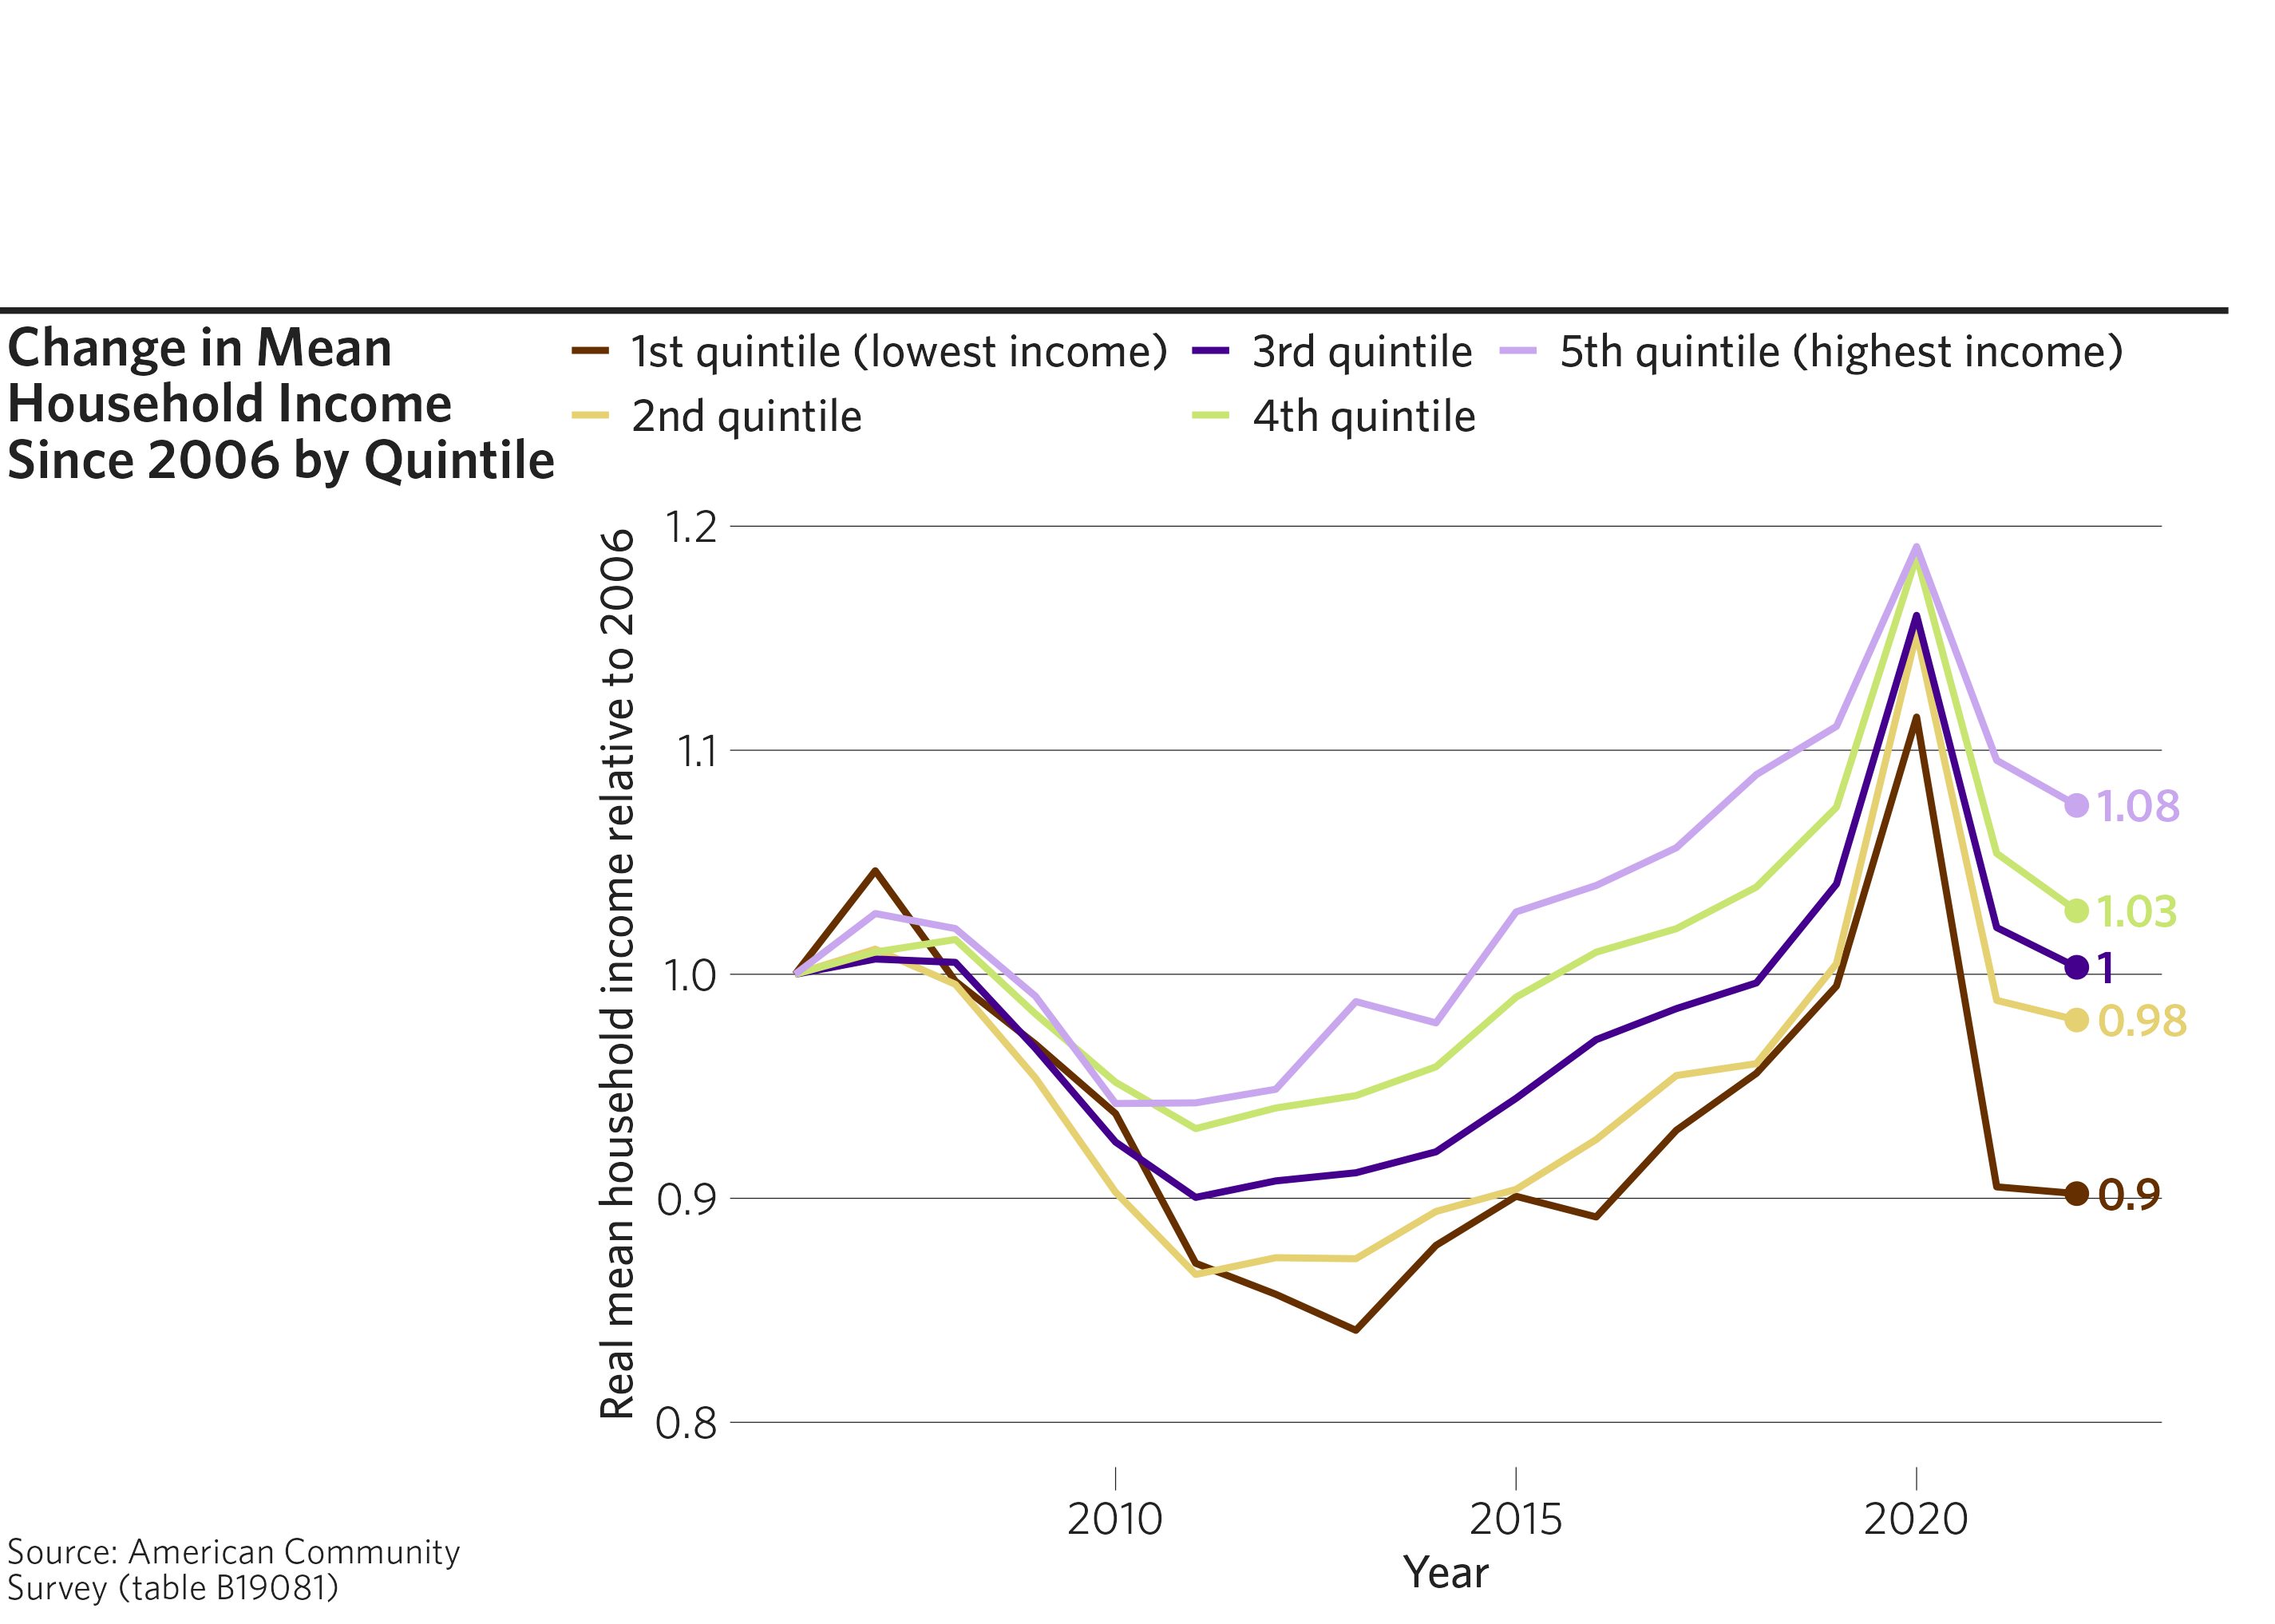 Change in Mean
Household Income
Since 2006 by Quintile
1st quintile (lowest income)
3rd quintile
5th quintile (highest income)
2nd quintile
4th quintile
Real mean household income relative to 2006
1.2
1.1
1.0
0.9
0.8
1.08
1.03
1
0.98
0.9
2010
2015
2020
Year
Source: American Community
Survey (table B19081)